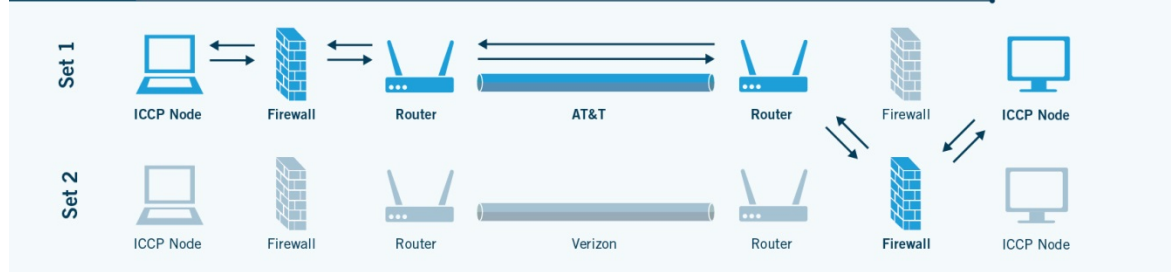 Set 1
ICCP Node Firewall Router AT&T Router Firewall ICCP Node
Set 2
ICCP Node Firewall Router Verizon Router Firewall ICCP Node